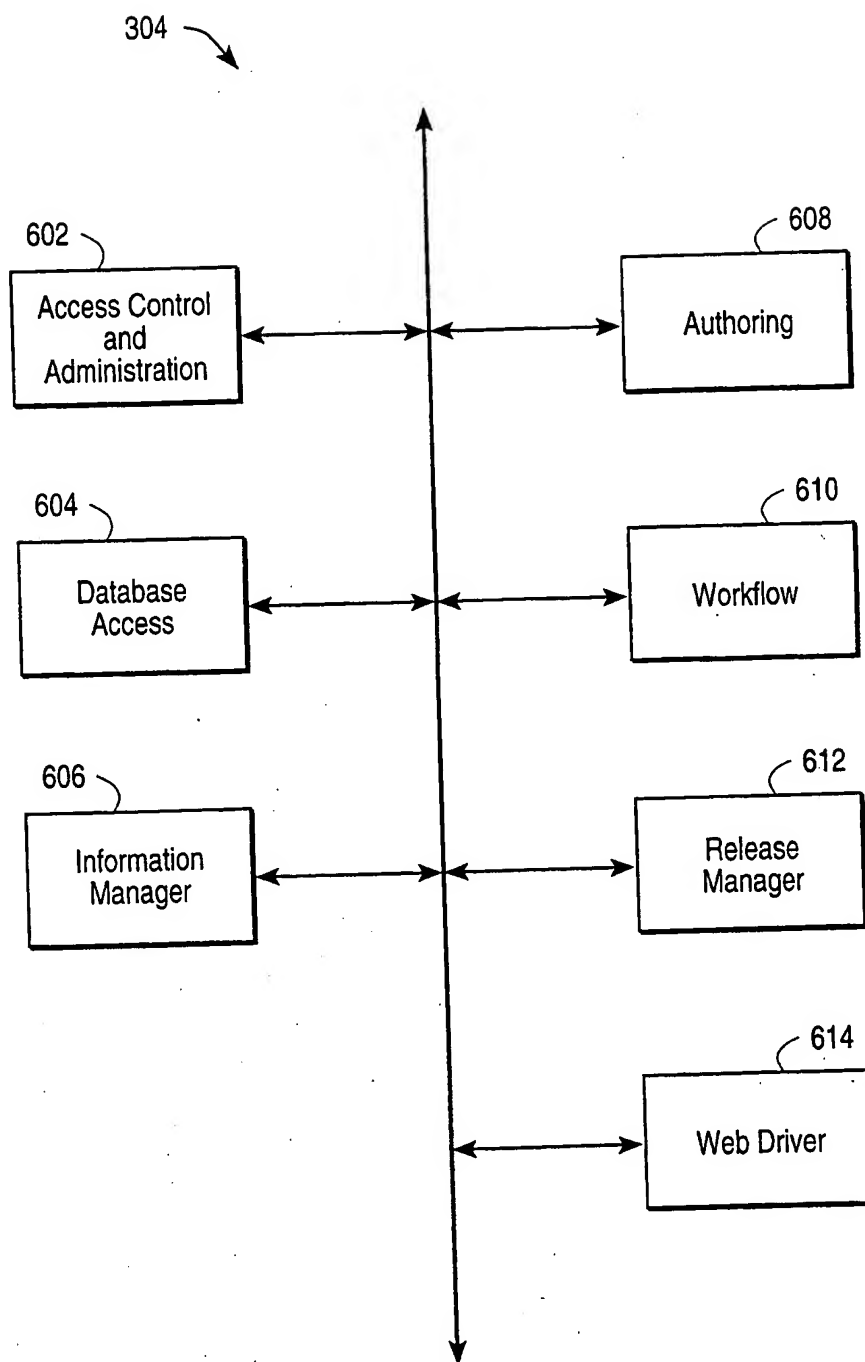 304
602
Access Control
and
Administration
608
Authoring
604
Database
Access
610
Workflow
606
Information
Manager
612
Release
Manager
614
Web Driver